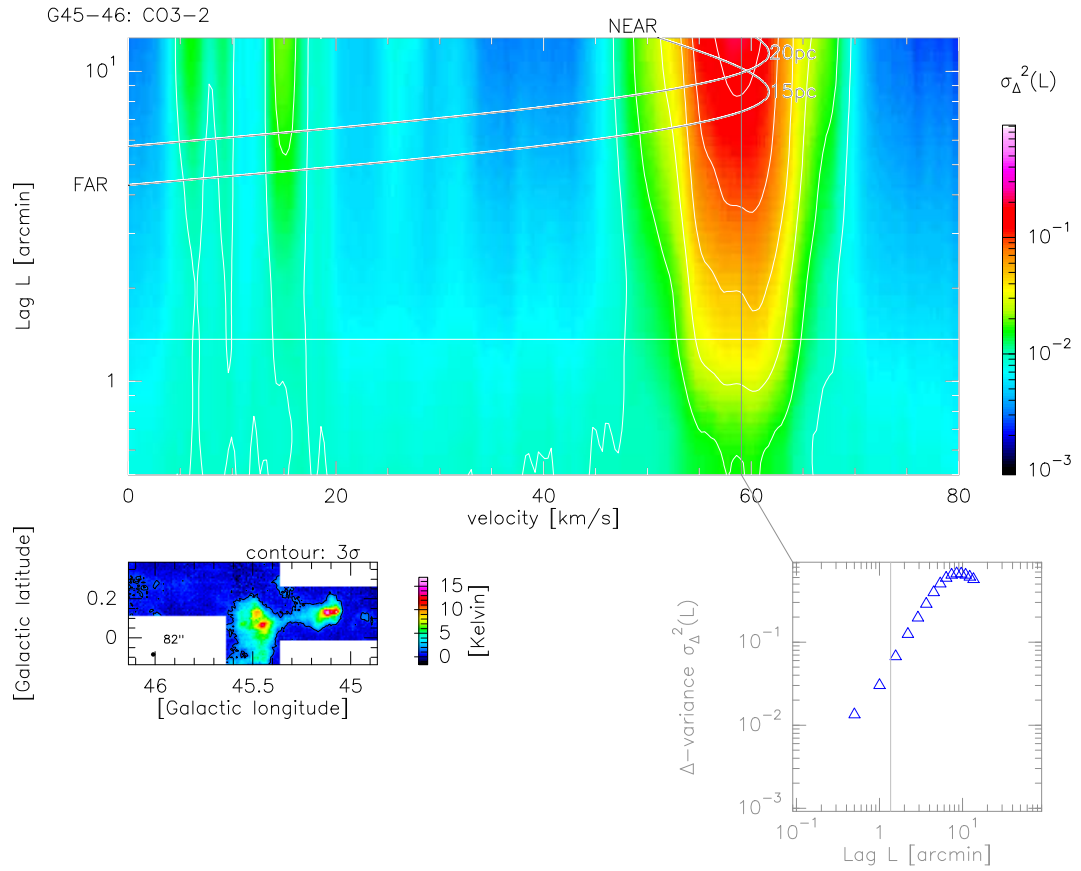 G45-46: CO3-2
NEAR
20pc
15pc
FAR
10¹
1
Lag L [arcmin]
0 20 40 60 80
velocity [km/s]
σ_Δ²(L)
10⁻¹
10⁻²
10⁻³
contour: 3σ
0.2
0
82"
46 45.5 45
[Galactic longitude]
[Galactic latitude]
15
10
5
0
[Kelvin]
10⁻¹
10⁻²
10⁻³
Δ-variance σ_Δ²(L)
10⁻¹ 1 10¹
Lag L [arcmin]